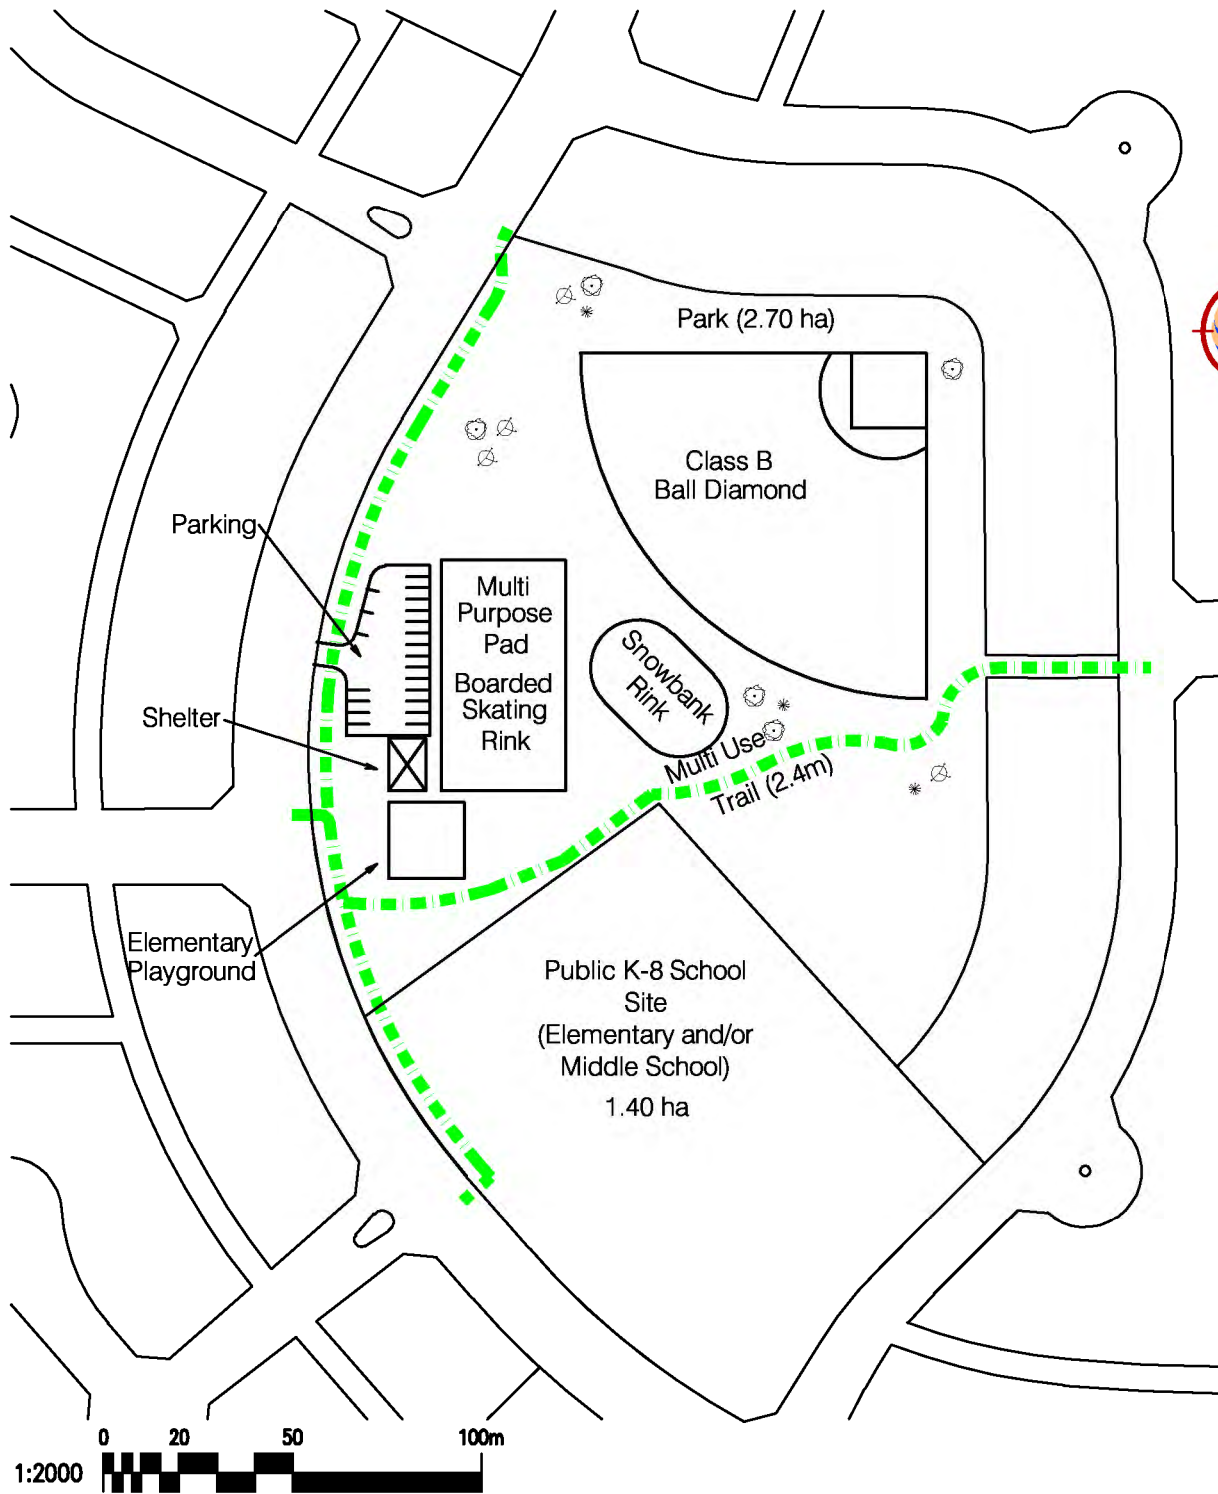 Park (2.70 ha)
Class B
Ball Diamond
Parking
Multi
Purpose
Pad
Boarded
Skating
Rink
Snowbank
Rink
Shelter
Multi Use
Trail (2.4m)
Elementary
Playground
Public K-8 School
Site
(Elementary and/or
Middle School)
1.40 ha
0 20 50 100m
1:2000